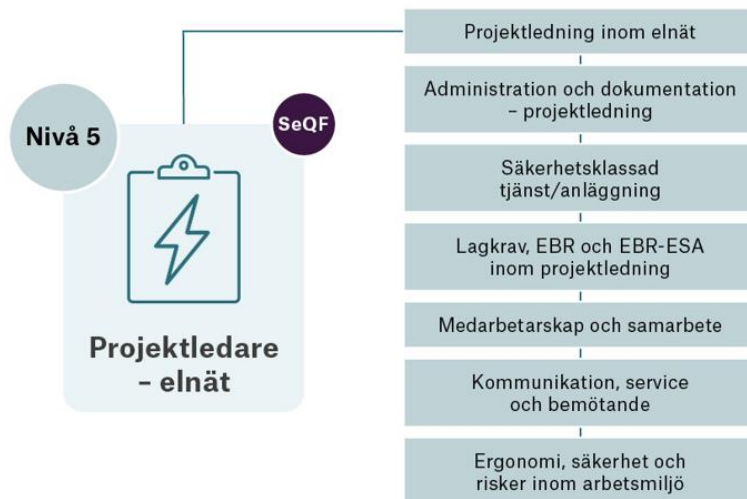 Nivå 5
SeQF
Projektledare
– elnät
Projektledning inom elnät
Administration och dokumentation
– projektledning
Säkerhetsklassad
tjänst/anläggning
Lagkrav, EBR och EBR-ESA
inom projektledning
Medarbetarskap och samarbete
Kommunikation, service
och bemötande
Ergonomi, säkerhet och
risker inom arbetsmiljö